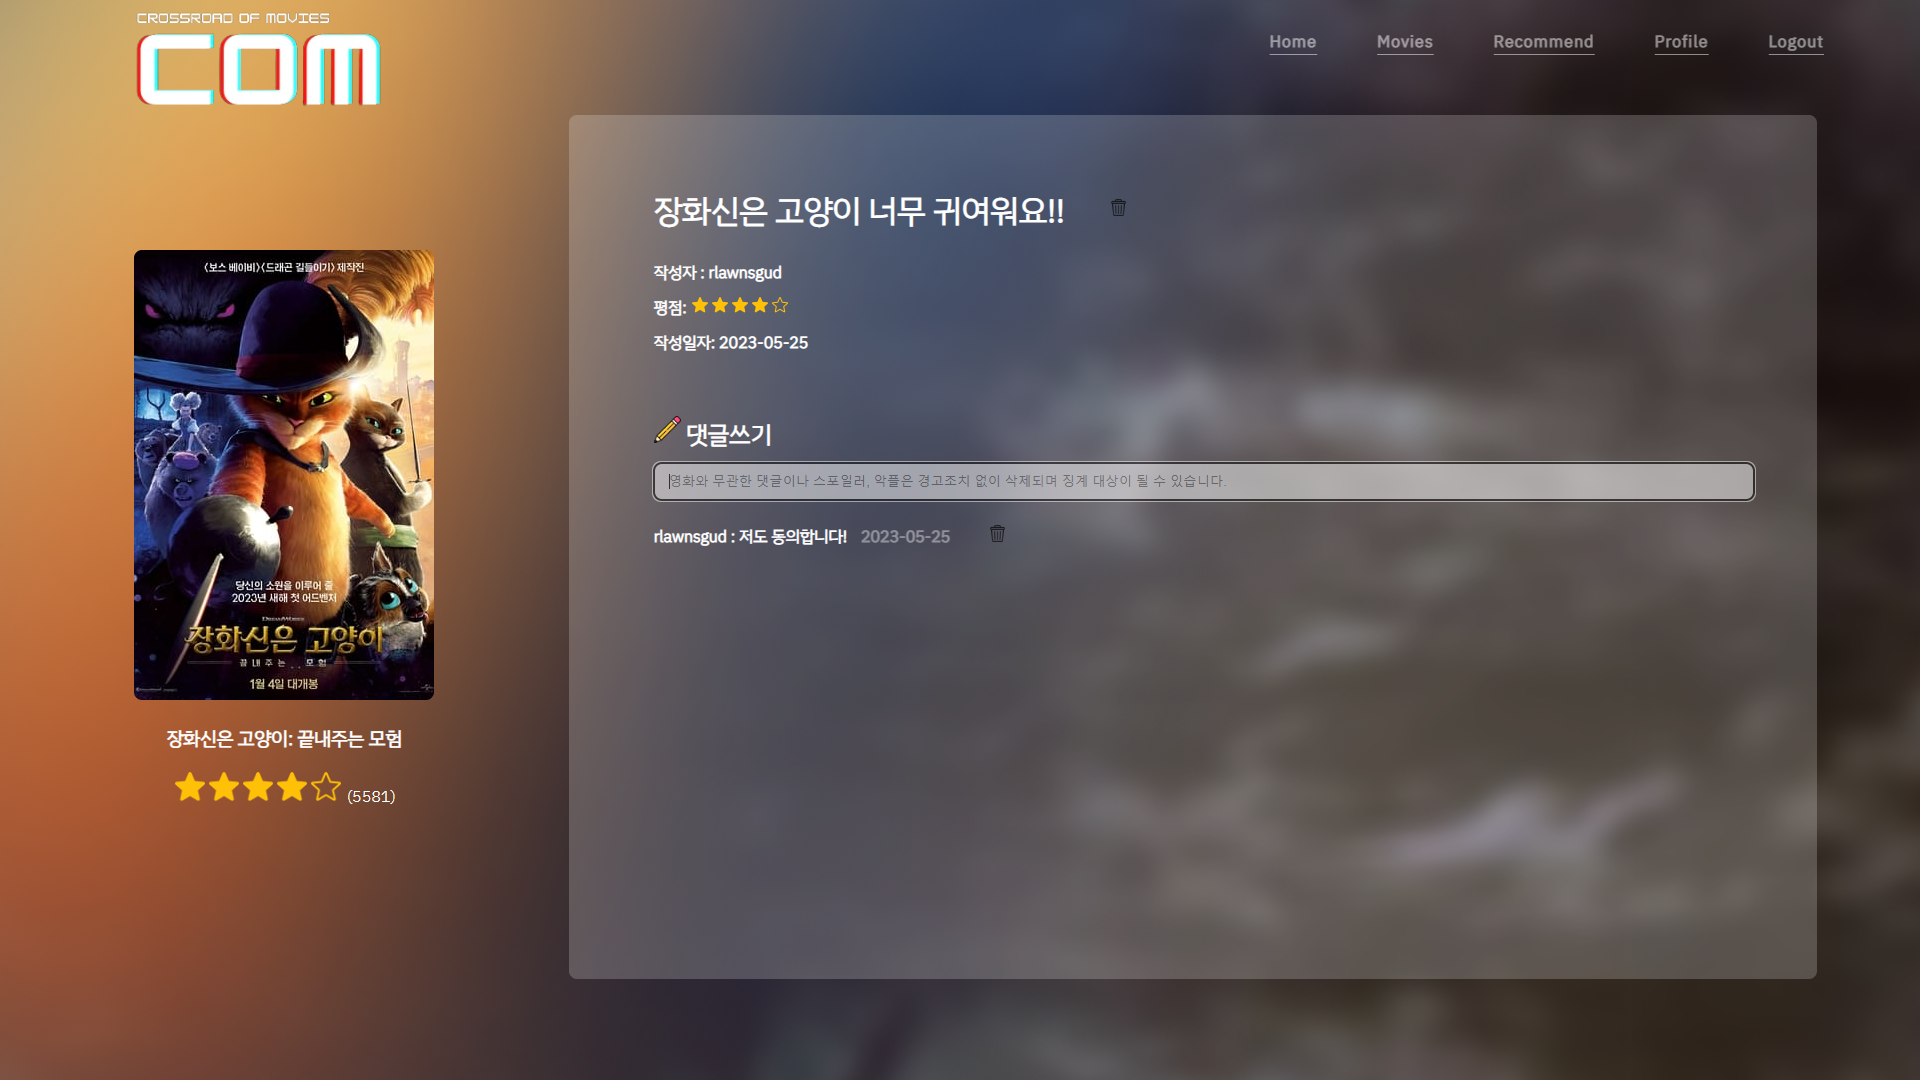 CROSSROAD OF MOVIES
COM
Home
Movies
Recommend
Profile
Logout
장화신은 고양이 너무 귀여워요!!
작성자 : rlawnsgud
평점:
작성일자: 2023-05-25
댓글쓰기
영화와 무관한 댓글이나 스포일러, 악플은 경고조치 없이 삭제되며 징계 대상이 될 수 있습니다.
rlawnsgud : 저도 동의합니다! 2023-05-25
<보스 베이비> <드래곤 길들이기> 제작진
당신의 소원을 이루어 줄
2023년 새해 첫 어드벤처
DREAMWORKS
장화신은 고양이
끝내주는 모험
1월 4일 대개봉
장화신은 고양이: 끝내주는 모험
(5581)